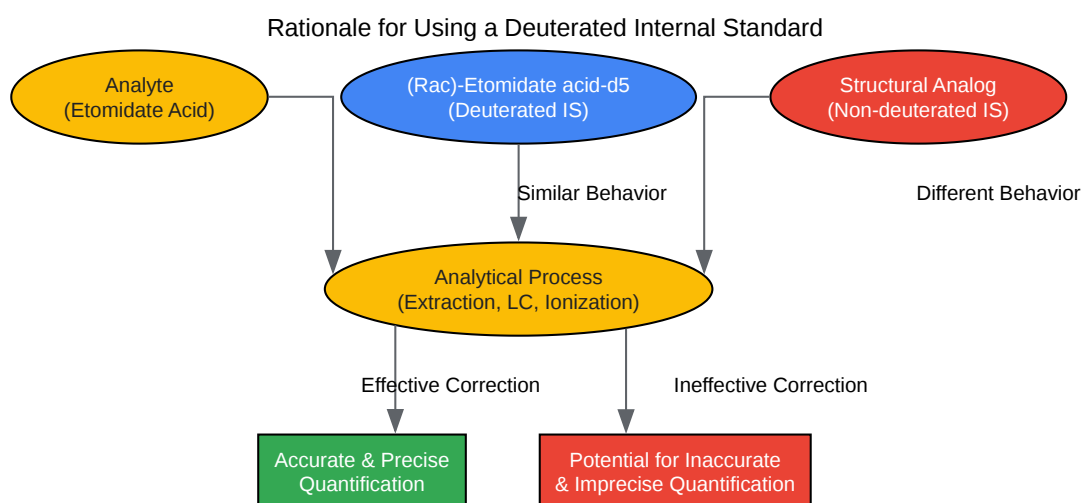 Rationale for Using a Deuterated Internal Standard
Analyte
(Etomidate Acid)
(Rac)-Etomidate acid-d5
(Deuterated IS)
Structural Analog
(Non-deuterated IS)
Similar Behavior
Different Behavior
Analytical Process
(Extraction, LC, Ionization)
Effective Correction
Ineffective Correction
Accurate & Precise
Quantification
Potential for Inaccurate
& Imprecise Quantification